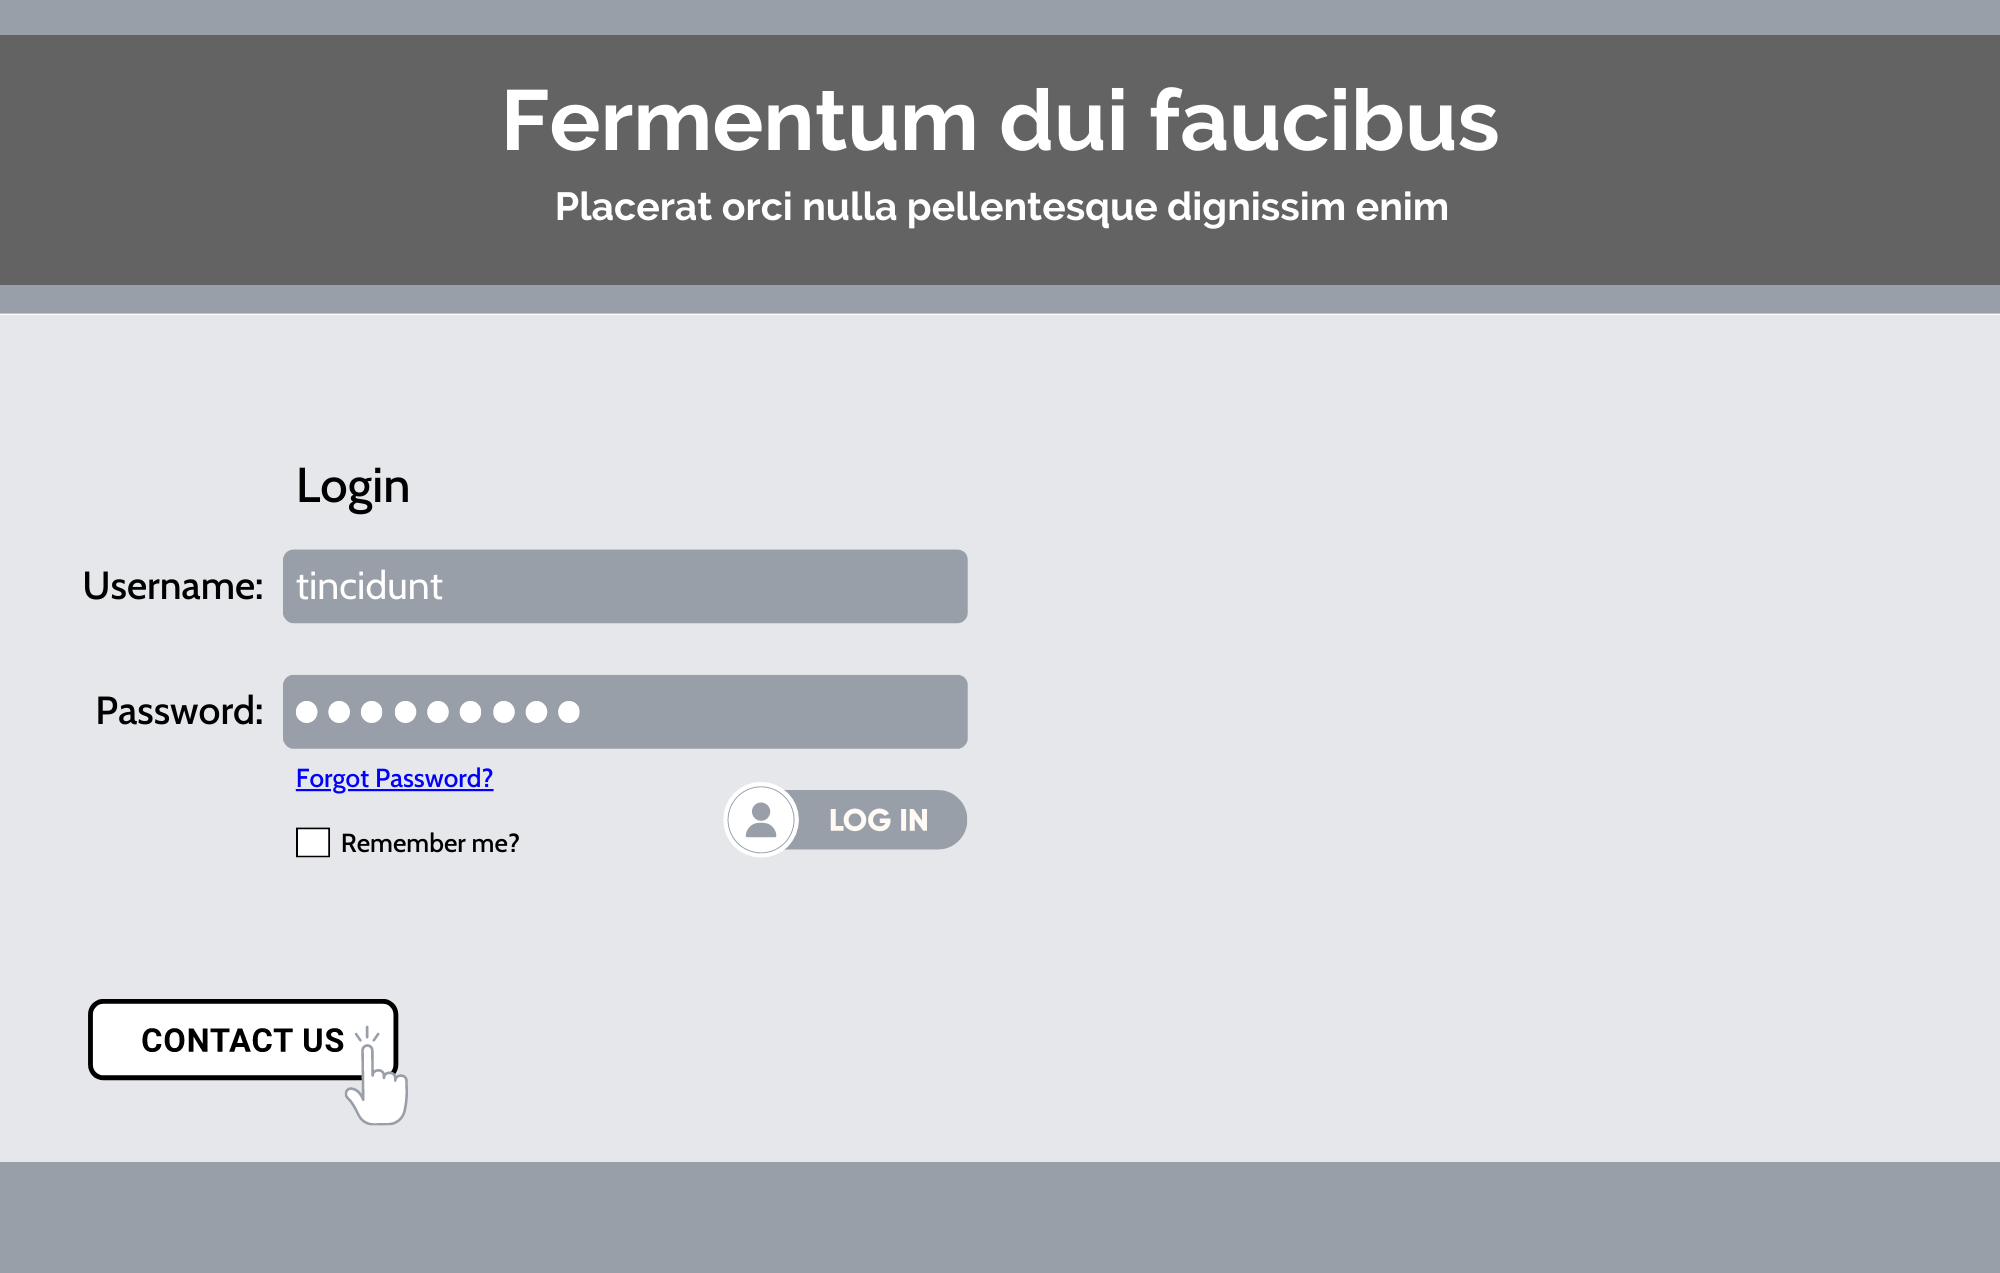 Fermentum dui faucibus
Placerat orci nulla pellentesque dignissim enim
Login
Username: tincidunt
Password:
Forgot Password?
Remember me?
LOG IN
CONTACT US